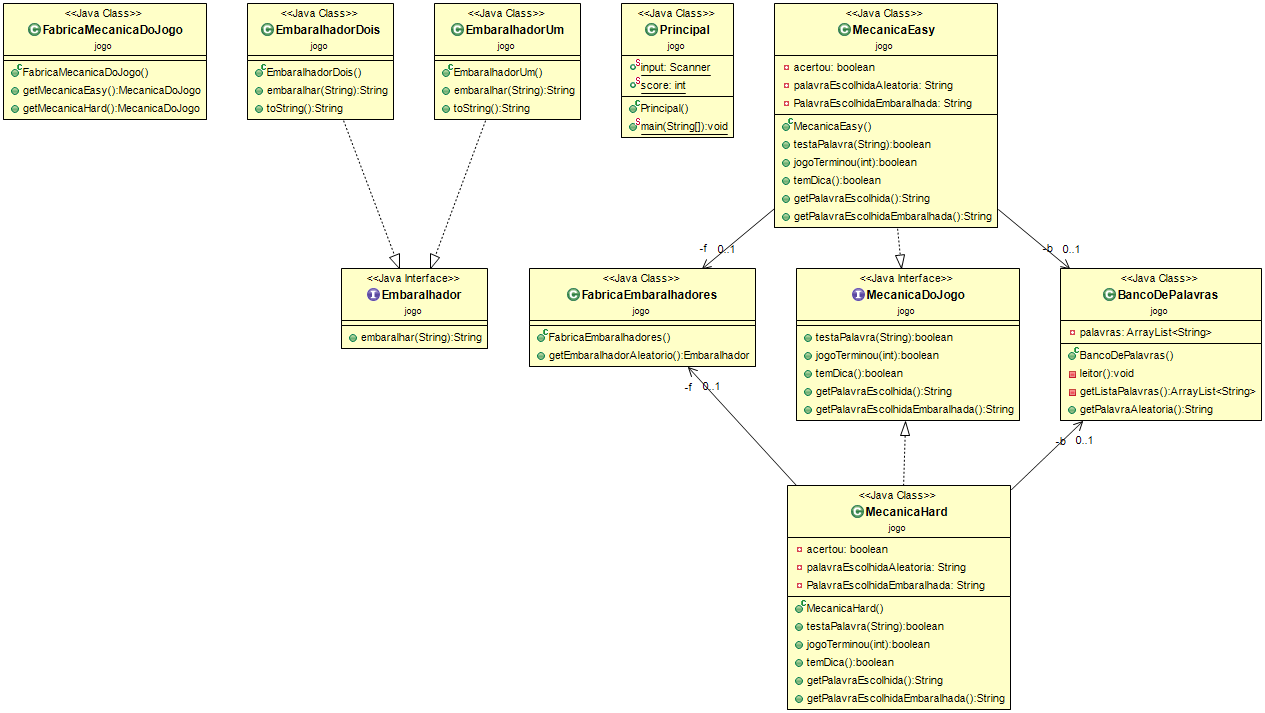 <<Java Class>>
FabricaMecanicaDoJogo
jogo
FabricaMecanicaDoJogo()
getMecanicaEasy():MecanicaDoJogo
getMecanicaHard():MecanicaDoJogo
<<Java Class>>
EmbaralhadorDois
jogo
EmbaralhadorDois()
embaralhar(String):String
toString():String
<<Java Class>>
EmbaralhadorUm
jogo
EmbaralhadorUm()
embaralhar(String):String
toString():String
<<Java Class>>
Principal
jogo
input: Scanner
score: int
Principal()
main(String[]):void
<<Java Class>>
MecanicaEasy
jogo
acertou: boolean
palavraEscolhidaAleatoria: String
PalavraEscolhidaEmbaralhada: String
MecanicaEasy()
testaPalavra(String):boolean
jogoTerminou(int):boolean
temDica():boolean
getPalavraEscolhida():String
getPalavraEscolhidaEmbaralhada():String
-f 0..1
-b 0..1
<<Java Interface>>
Embaralhador
jogo
embaralhar(String):String
<<Java Class>>
FabricaEmbaralhadores
jogo
FabricaEmbaralhadores()
getEmbaralhadorAleatorio():Embaralhador
<<Java Interface>>
MecanicaDoJogo
jogo
testaPalavra(String):boolean
jogoTerminou(int):boolean
temDica():boolean
getPalavraEscolhida():String
getPalavraEscolhidaEmbaralhada():String
<<Java Class>>
BancoDePalavras
jogo
palavras: ArrayList<String>
BancoDePalavras()
leitor():void
getListaPalavras():ArrayList<String>
getPalavraAleatoria():String
-f 0..1
-b 0..1
<<Java Class>>
MecanicaHard
jogo
acertou: boolean
palavraEscolhidaAleatoria: String
PalavraEscolhidaEmbaralhada: String
MecanicaHard()
testaPalavra(String):boolean
jogoTerminou(int):boolean
temDica():boolean
getPalavraEscolhida():String
getPalavraEscolhidaEmbaralhada():String